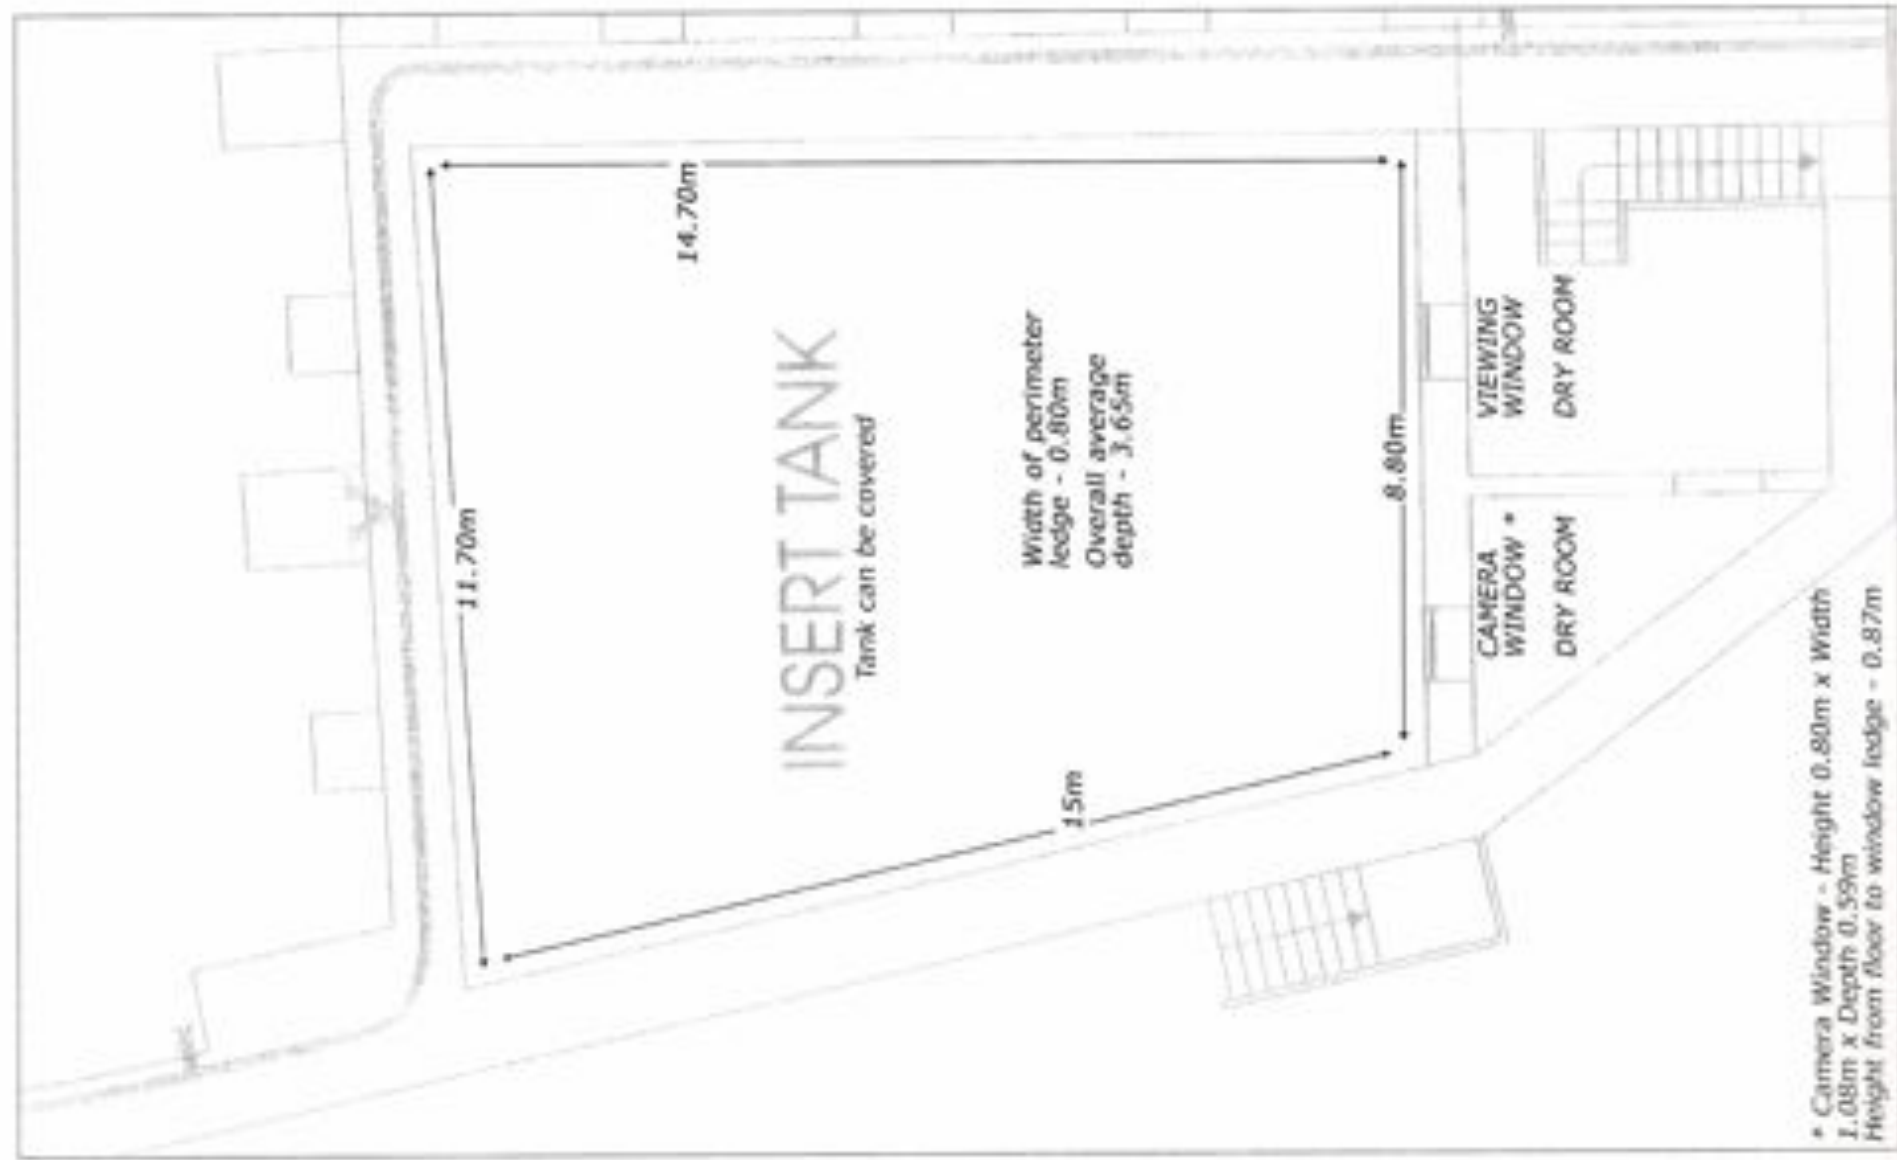 11.70m
14.70m
INSERT TANK
Tank can be covered
Width of perimeter
ledge - 0.80m
Overall average
depth - 3.65m
15m
8.80m
CAMERA
WINDOW *
DRY ROOM
VIEWING
WINDOW
DRY ROOM
* Camera Window - Height 0.80m x Width
1.08m x Depth 0.59m
Height from floor to window ledge - 0.87m